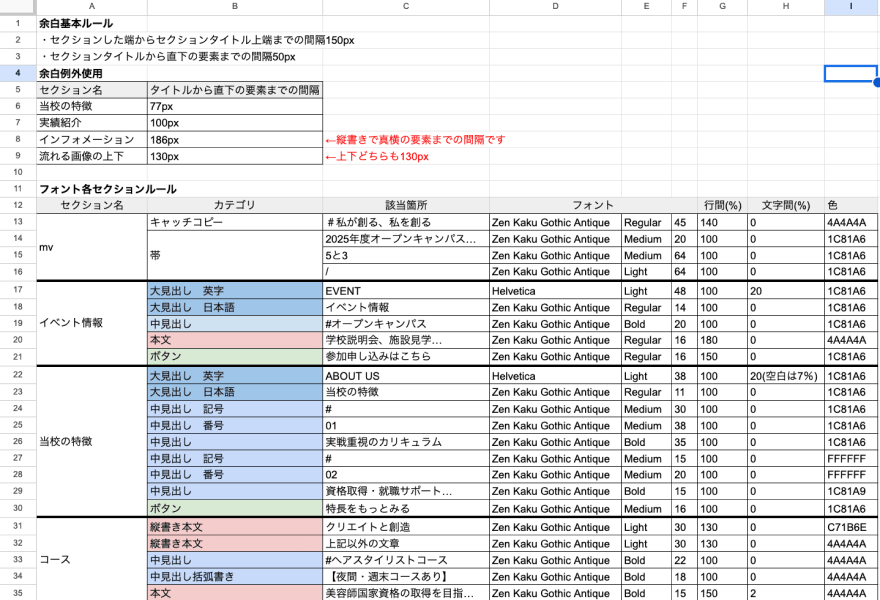 A B C D E F G H I
1 余白基本ルール
2 ・セクションした端からセクションタイトル上端までの間隔150px
3 ・セクションタイトルから直下の要素までの間隔50px
4 余白例外使用
5 セクション名 タイトルから直下の要素までの間隔
6 当校の特徴 77px
7 実績紹介 100px
8 インフォメーション 186px ←縦書きで真横の要素までの間隔です
9 流れる画像の上下 130px ←上下どちらも130px
10
11 フォント各セクションルール
12 セクション名 カテゴリ 該当箇所 フォント 行間(%) 文字間(%) 色
13 キャッチコピー ＃私が創る、私を創る Zen Kaku Gothic Antique Regular 45 140 0 4A4A4A
14 2025年度オープンキャンパス… Zen Kaku Gothic Antique Medium 20 100 0 1C81A6
15 mv 帯 5と3 Zen Kaku Gothic Antique Medium 64 100 0 1C81A6
16 / Zen Kaku Gothic Antique Light 64 100 0 1C81A6
17 大見出し　英字 EVENT Helvetica Light 48 100 20 1C81A6
18 大見出し　日本語 イベント情報 Zen Kaku Gothic Antique Regular 14 100 0 1C81A6
19 イベント情報 中見出し #オープンキャンパス Zen Kaku Gothic Antique Bold 20 100 0 1C81A6
20 本文 学校説明会、施設見学… Zen Kaku Gothic Antique Regular 16 180 0 4A4A4A
21 ボタン 参加申し込みはこちら Zen Kaku Gothic Antique Regular 16 150 0 1C81A6
22 大見出し　英字 ABOUT US Helvetica Light 38 100 20(空白は7%) 1C81A6
23 大見出し　日本語 当校の特徴 Zen Kaku Gothic Antique Regular 11 100 0 1C81A6
24 中見出し　記号 # Zen Kaku Gothic Antique Medium 30 100 0 1C81A6
25 中見出し　番号 01 Zen Kaku Gothic Antique Medium 38 100 0 1C81A6
26 当校の特徴 中見出し 実戦重視のカリキュラム Zen Kaku Gothic Antique Bold 35 100 0 1C81A6
27 中見出し　記号 # Zen Kaku Gothic Antique Medium 15 100 0 FFFFFF
28 中見出し　番号 02 Zen Kaku Gothic Antique Medium 20 100 0 FFFFFF
29 中見出し 資格取得・就職サポート… Zen Kaku Gothic Antique Bold 15 100 0 1C81A9
30 ボタン 特長をもっとみる Zen Kaku Gothic Antique Medium 16 100 0 1C81A6
31 縦書き本文 クリエイトと創造 Zen Kaku Gothic Antique Light 30 130 0 C71B6E
32 縦書き本文 上記以外の文章 Zen Kaku Gothic Antique Light 30 130 0 4A4A4A
33 コース 中見出し #ヘアスタイリストコース Zen Kaku Gothic Antique Bold 22 100 0 4A4A4A
34 中見出し括弧書き 【夜間・週末コースあり】 Zen Kaku Gothic Antique Bold 18 100 0 4A4A4A
35 本文 美容師国家資格の取得を目指… Zen Kaku Gothic Antique Bold 15 150 2 4A4A4A